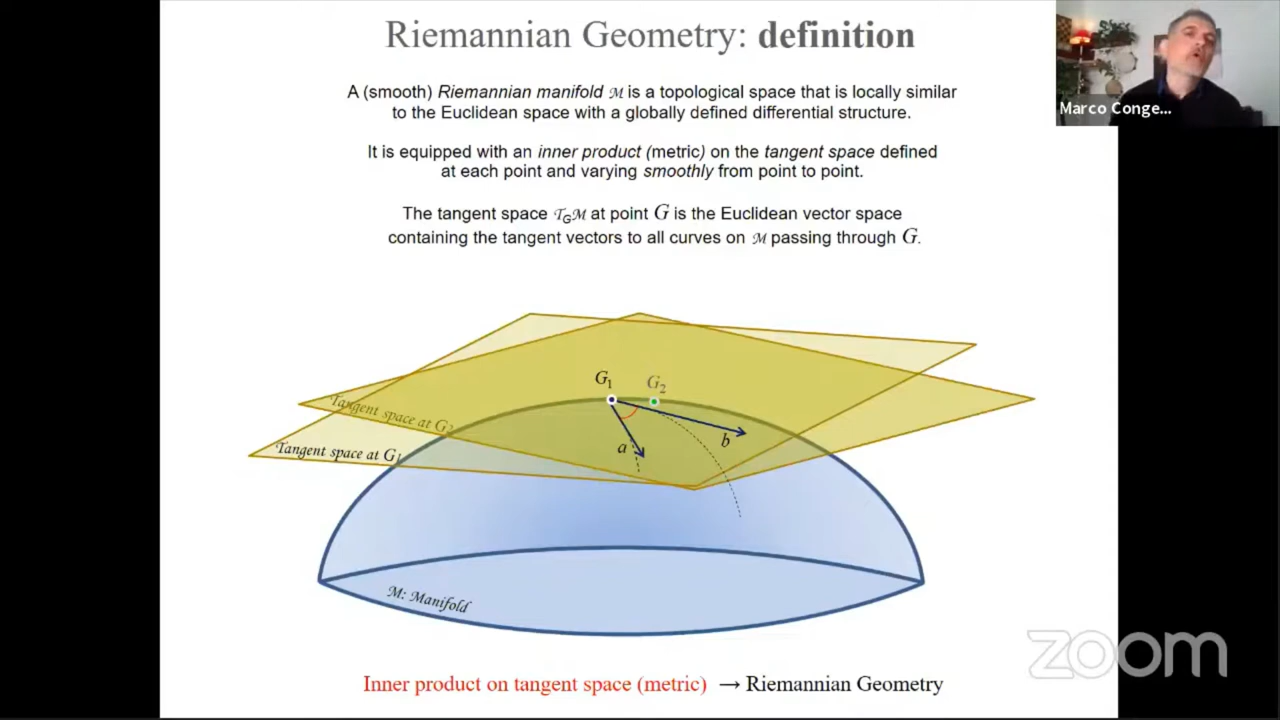 Riemannian Geometry: definition
A (smooth) Riemannian manifold ℳ is a topological space that is locally similar
to the Euclidean space with a globally defined differential structure.
It is equipped with an inner product (metric) on the tangent space defined
at each point and varying smoothly from point to point.
The tangent space 𝒯Gℳ at point G is the Euclidean vector space
containing the tangent vectors to all curves on ℳ passing through G.
Marco Conge...
G1
G2
Tangent space at G2
Tangent space at G1
a
b
ℳ: Manifold
zoom
Inner product on tangent space (metric) → Riemannian Geometry